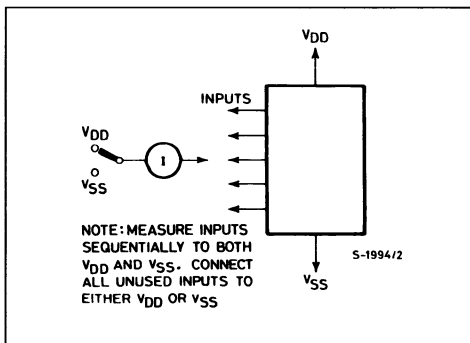 VDD
INPUTS
VDD
I
VSS
NOTE: MEASURE INPUTS
SEQUENTIALLY TO BOTH
VDD AND VSS. CONNECT
ALL UNUSED INPUTS TO
EITHER VDD OR VSS
S-1994/2
VSS